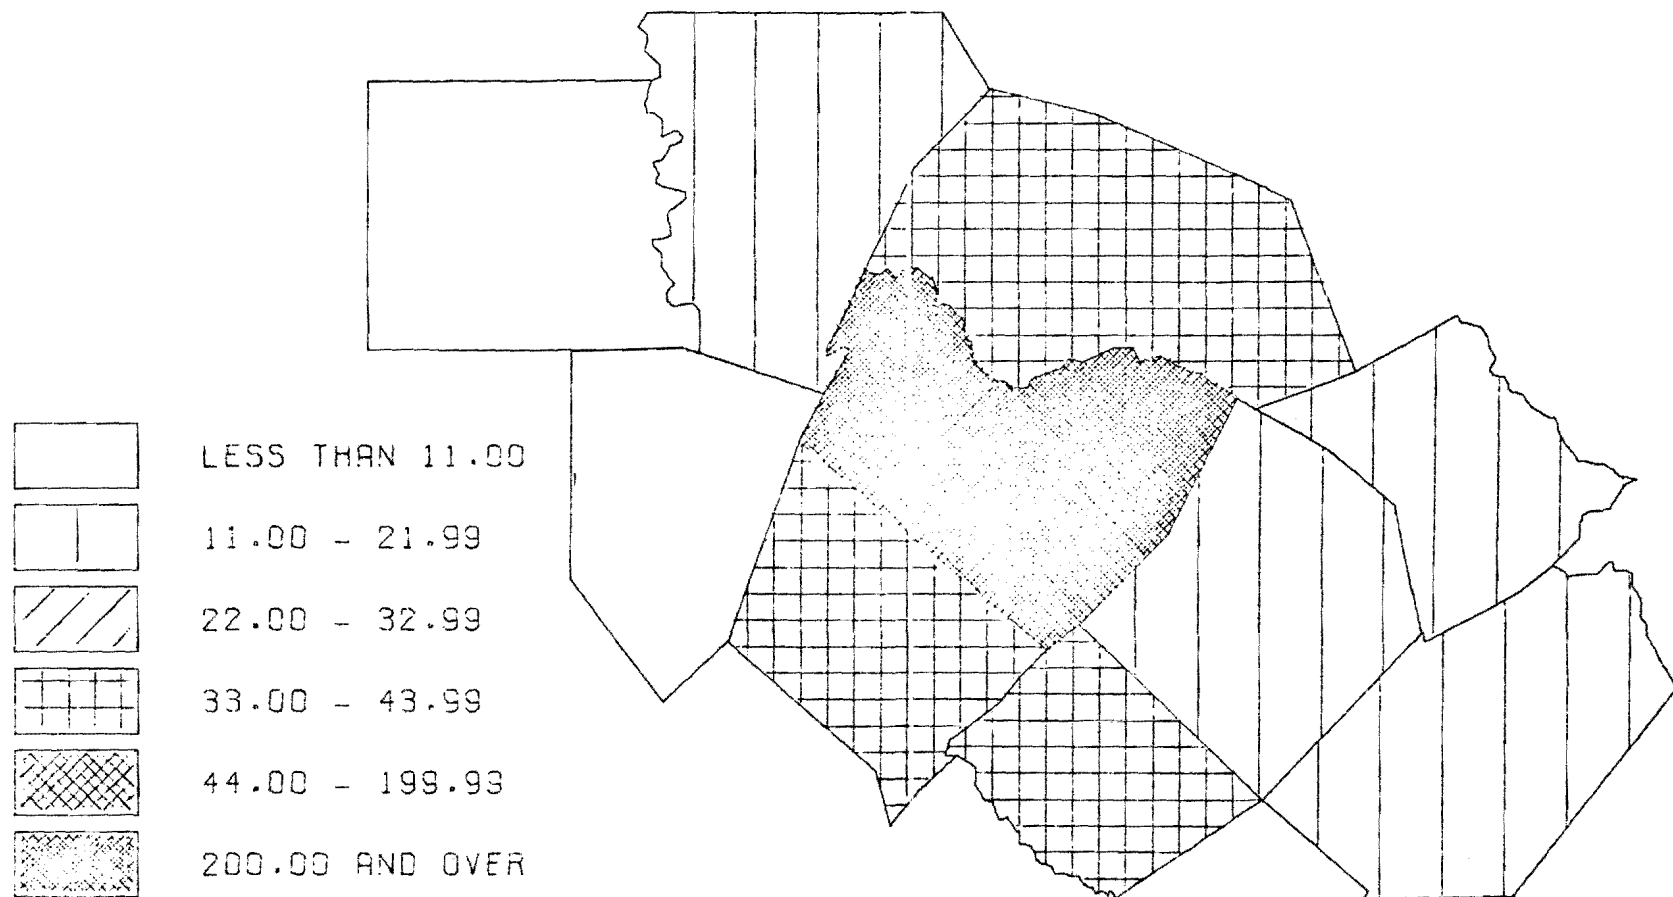 LESS THAN 11.00
11.00 - 21.99
22.00 - 32.99
33.00 - 43.99
44.00 - 199.99
200.00 AND OVER